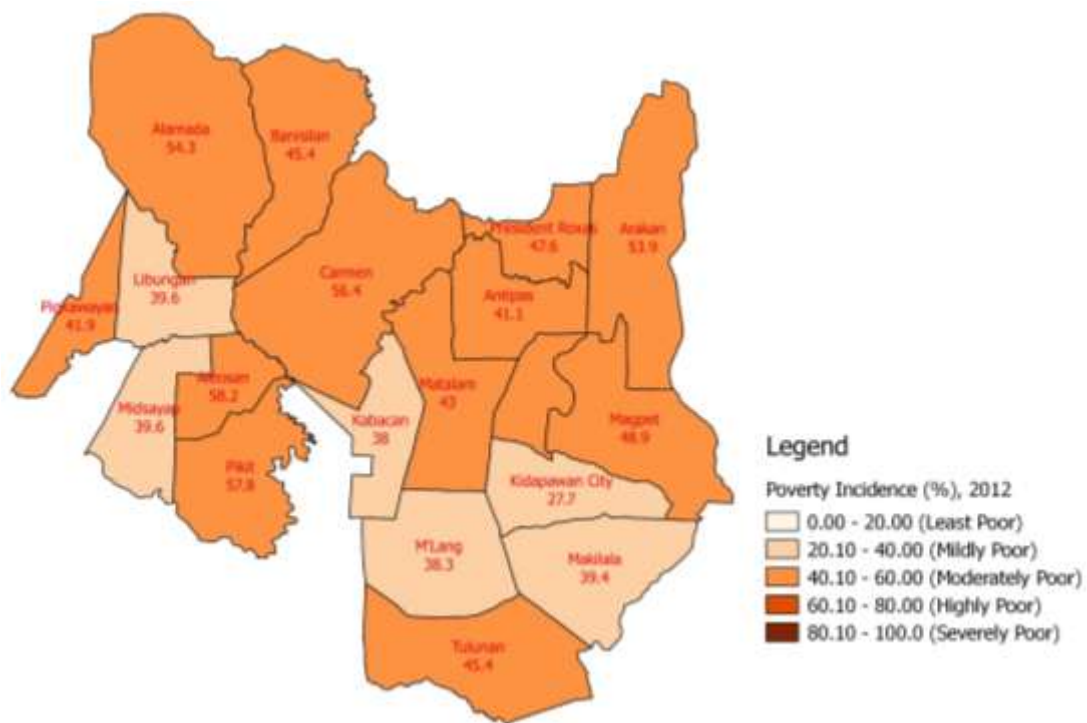 Alamada
54.3
Banisilan
45.4
President Roxas
47.6
Arakan
53.9
Carmen
56.4
Libungan
39.6
Antipas
41.1
Pigkawayan
41.9
Aleosan
58.2
Matalam
43
Midsayap
39.6
Kabacan
38
Magpet
48.9
Pikit
57.8
Kidapawan City
27.7
M'Lang
38.3
Makilala
39.4
Tulunan
45.4
Legend
Poverty Incidence (%), 2012
0.00 - 20.00 (Least Poor)
20.10 - 40.00 (Mildly Poor)
40.10 - 60.00 (Moderately Poor)
60.10 - 80.00 (Highly Poor)
80.10 - 100.0 (Severely Poor)